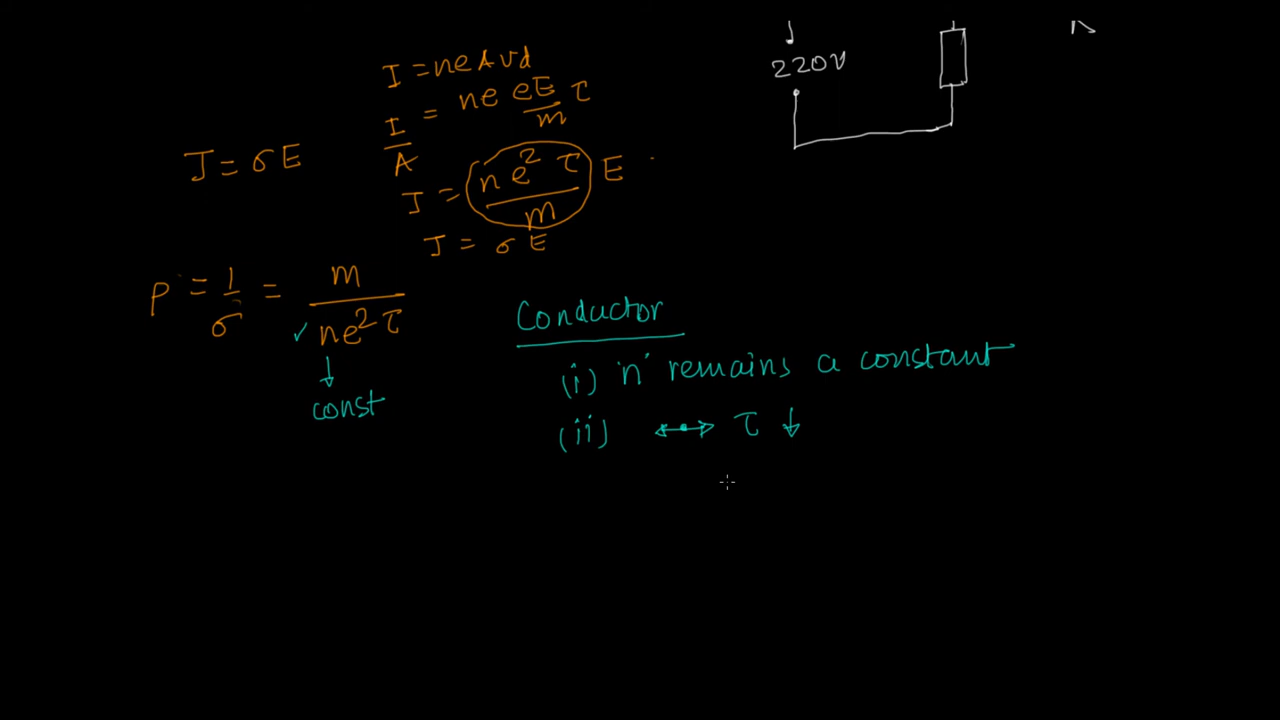 I = neAvd
I/A = ne eE/m τ
J = σE
J = ne²τ/m E
J = σE
ρ = 1/σ = m/ne²τ
const
220V
Conductor
(i) 'n' remains a constant
(ii) ↔ τ ↓